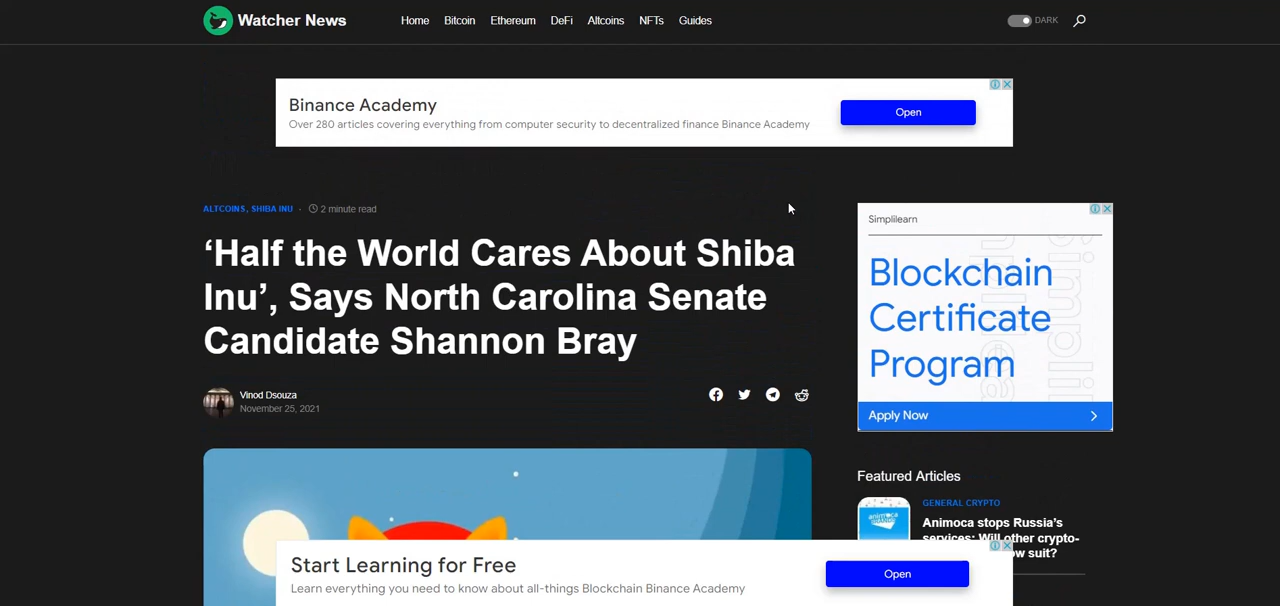 Watcher News
Home Bitcoin Ethereum DeFi Altcoins NFTs Guides
DARK
Binance Academy
Over 280 articles covering everything from computer security to decentralized finance Binance Academy
Open
ALTCOINS, SHIBA INU · 2 minute read
‘Half the World Cares About Shiba
Inu’, Says North Carolina Senate
Candidate Shannon Bray
Vinod Dsouza
November 25, 2021
Simplilearn
Blockchain
Certificate
Program
Apply Now
Featured Articles
GENERAL CRYPTO
Animoca stops Russia’s
services: Will other crypto-
suit?
Start Learning for Free
Learn everything you need to know about all-things Blockchain Binance Academy
Open